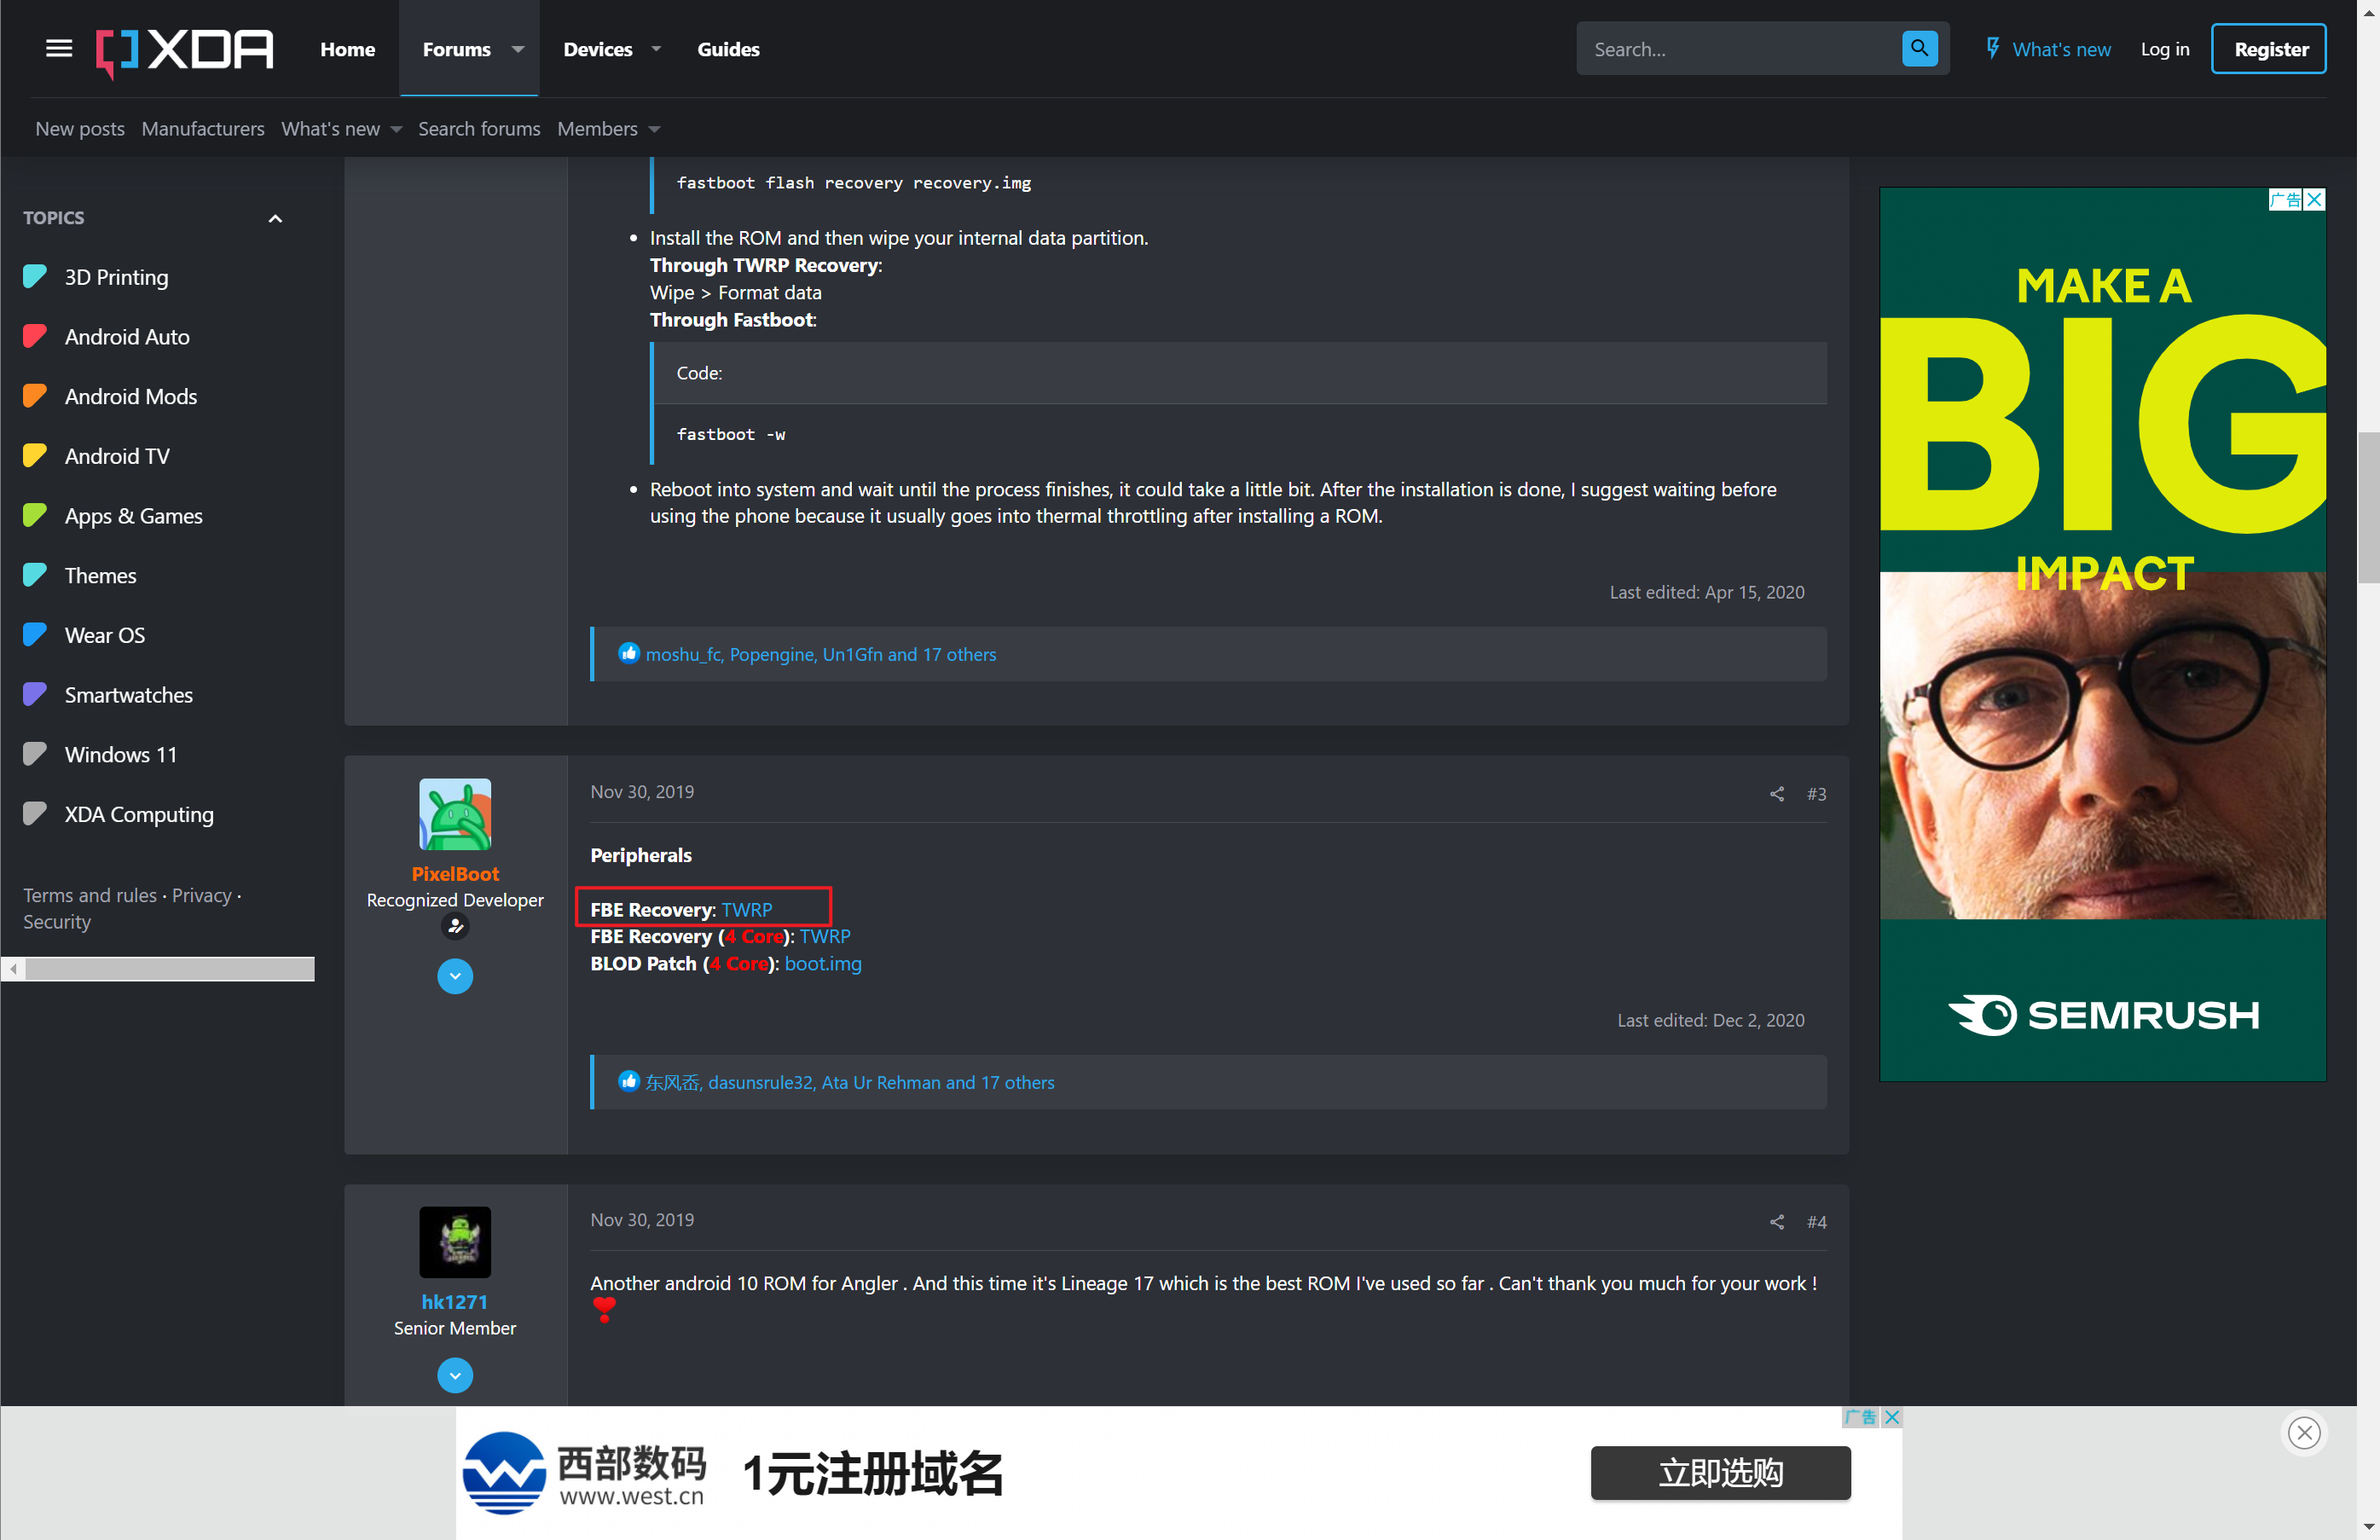 XDA
Home
Forums
Devices
Guides
Search...
What's new
Log in
Register
New posts
Manufacturers
What's new
Search forums
Members
TOPICS
3D Printing
Android Auto
Android Mods
Android TV
Apps & Games
Themes
Wear OS
Smartwatches
Windows 11
XDA Computing
Terms and rules · Privacy ·
Security
fastboot flash recovery recovery.img
• Install the ROM and then wipe your internal data partition.
Through TWRP Recovery:
Wipe > Format data
Through Fastboot:
Code:
fastboot -w
• Reboot into system and wait until the process finishes, it could take a little bit. After the installation is done, I suggest waiting before
using the phone because it usually goes into thermal throttling after installing a ROM.
Last edited: Apr 15, 2020
moshu_fc, Popengine, Un1Gfn and 17 others
PixelBoot
Recognized Developer
Nov 30, 2019
#3
Peripherals
FBE Recovery: TWRP
FBE Recovery (4 Core): TWRP
BLOD Patch (4 Core): boot.img
Last edited: Dec 2, 2020
东风岙, dasunsrule32, Ata Ur Rehman and 17 others
hk1271
Senior Member
Nov 30, 2019
#4
Another android 10 ROM for Angler . And this time it's Lineage 17 which is the best ROM I've used so far . Can't thank you much for your work !
广告
MAKE A
BIG
IMPACT
SEMRUSH
广告
西部数码
www.west.cn
1元注册域名
立即选购